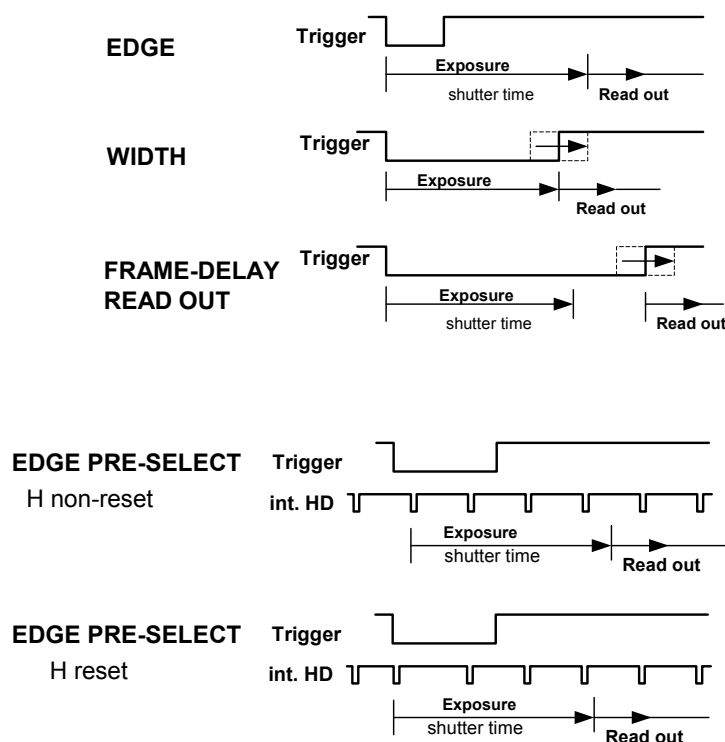 EDGE
Trigger
Exposure
shutter time
Read out
WIDTH
Trigger
Exposure
Read out
FRAME-DELAY
READ OUT
Trigger
Exposure
shutter time
Read out
EDGE PRE-SELECT
H non-reset
Trigger
int. HD
Exposure
shutter time
Read out
EDGE PRE-SELECT
H reset
Trigger
int. HD
Exposure
shutter time
Read out